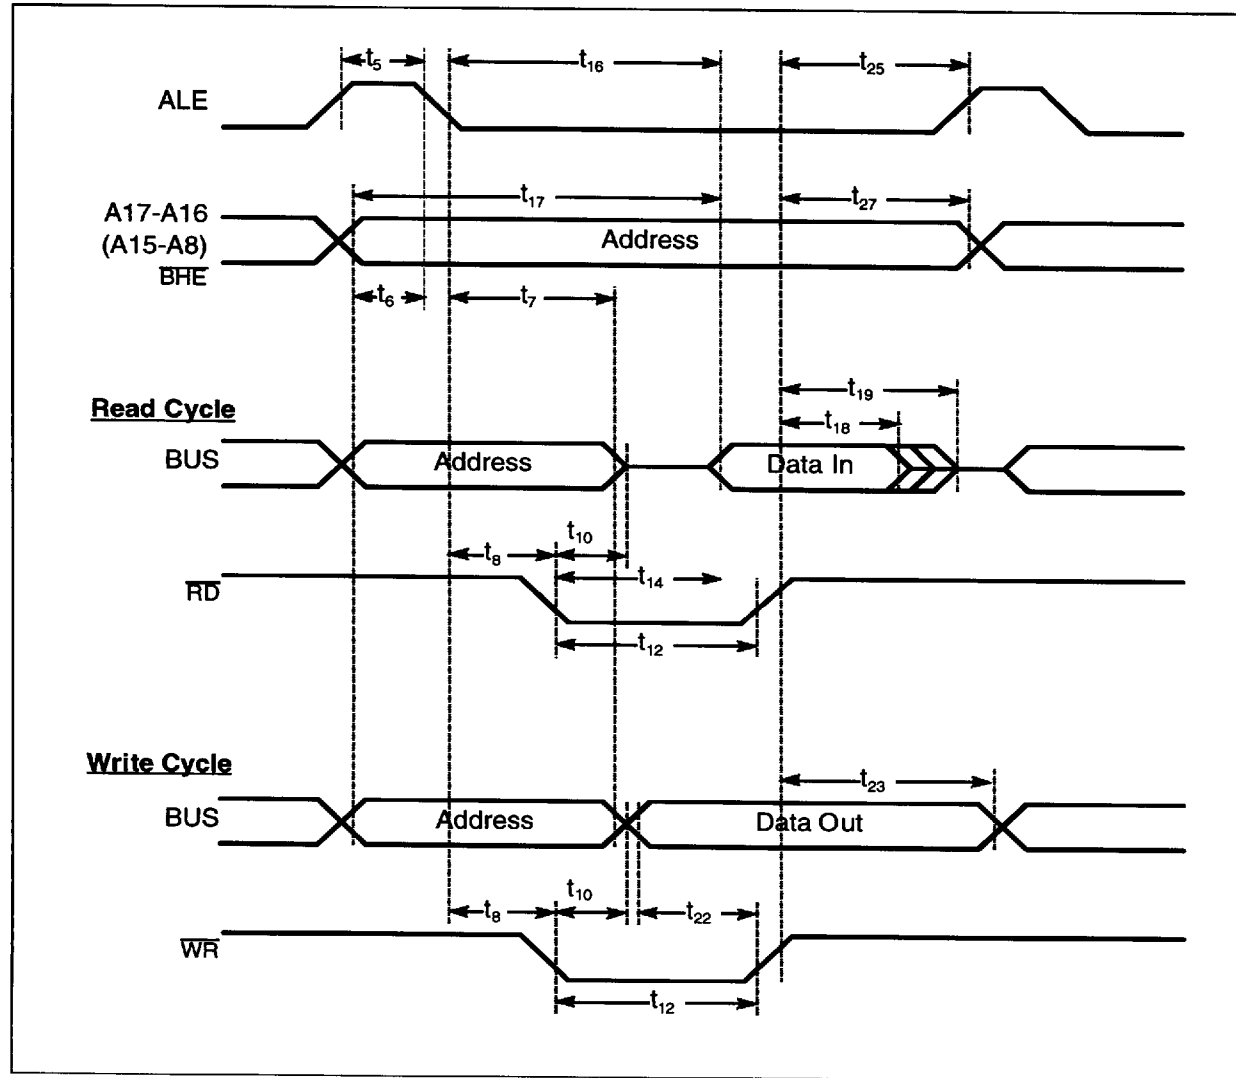 t5
t16
t25
ALE
t17
t27
A17-A16
(A15-A8)
BHE
Address
t6
t7
t19
Read Cycle
t18
BUS
Address
Data In
t10
t8
t14
RD
t12
Write Cycle
t23
BUS
Address
Data Out
t10
t8
t22
WR
t12